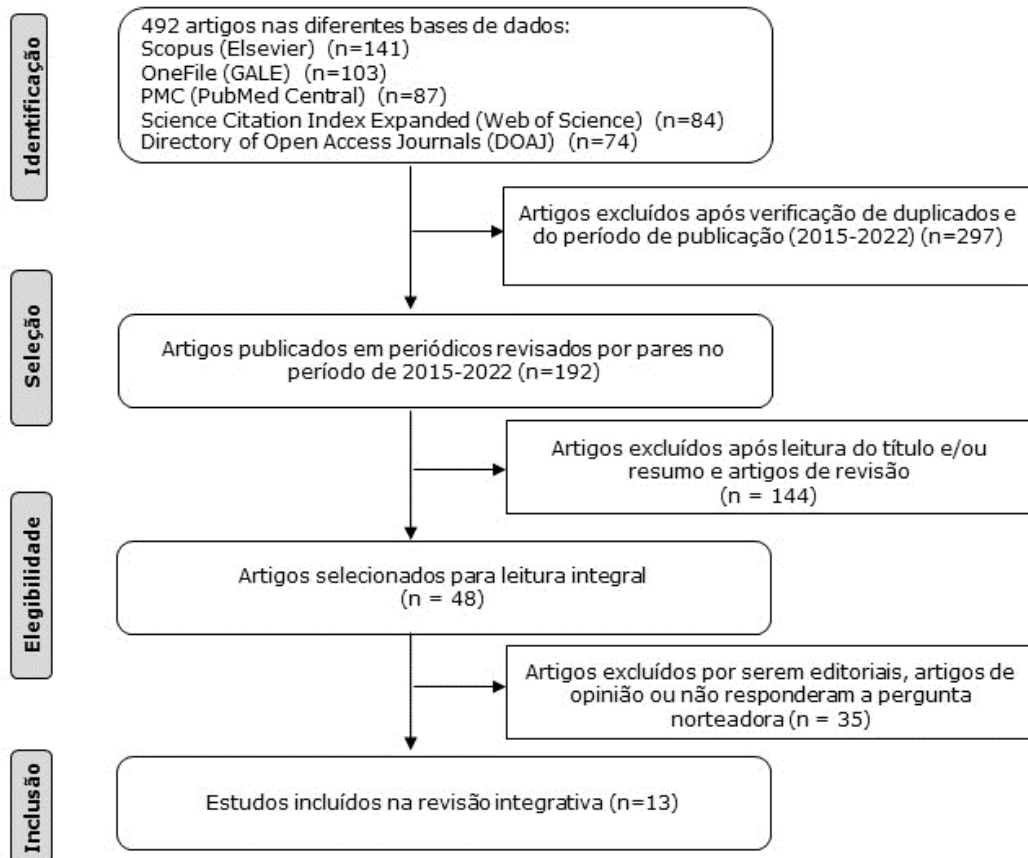 Identificação
492 artigos nas diferentes bases de dados:
Scopus (Elsevier) (n=141)
OneFile (GALE) (n=103)
PMC (PubMed Central) (n=87)
Science Citation Index Expanded (Web of Science) (n=84)
Directory of Open Access Journals (DOAJ) (n=74)
Artigos excluídos após verificação de duplicados e
do período de publicação (2015-2022) (n=297)
Seleção
Artigos publicados em periódicos revisados por pares no
período de 2015-2022 (n=192)
Artigos excluídos após leitura do título e/ou
resumo e artigos de revisão
(n = 144)
Elegibilidade
Artigos selecionados para leitura integral
(n = 48)
Artigos excluídos por serem editoriais, artigos de
opinião ou não responderam a pergunta
norteadora (n = 35)
Inclusão
Estudos incluídos na revisão integrativa (n=13)